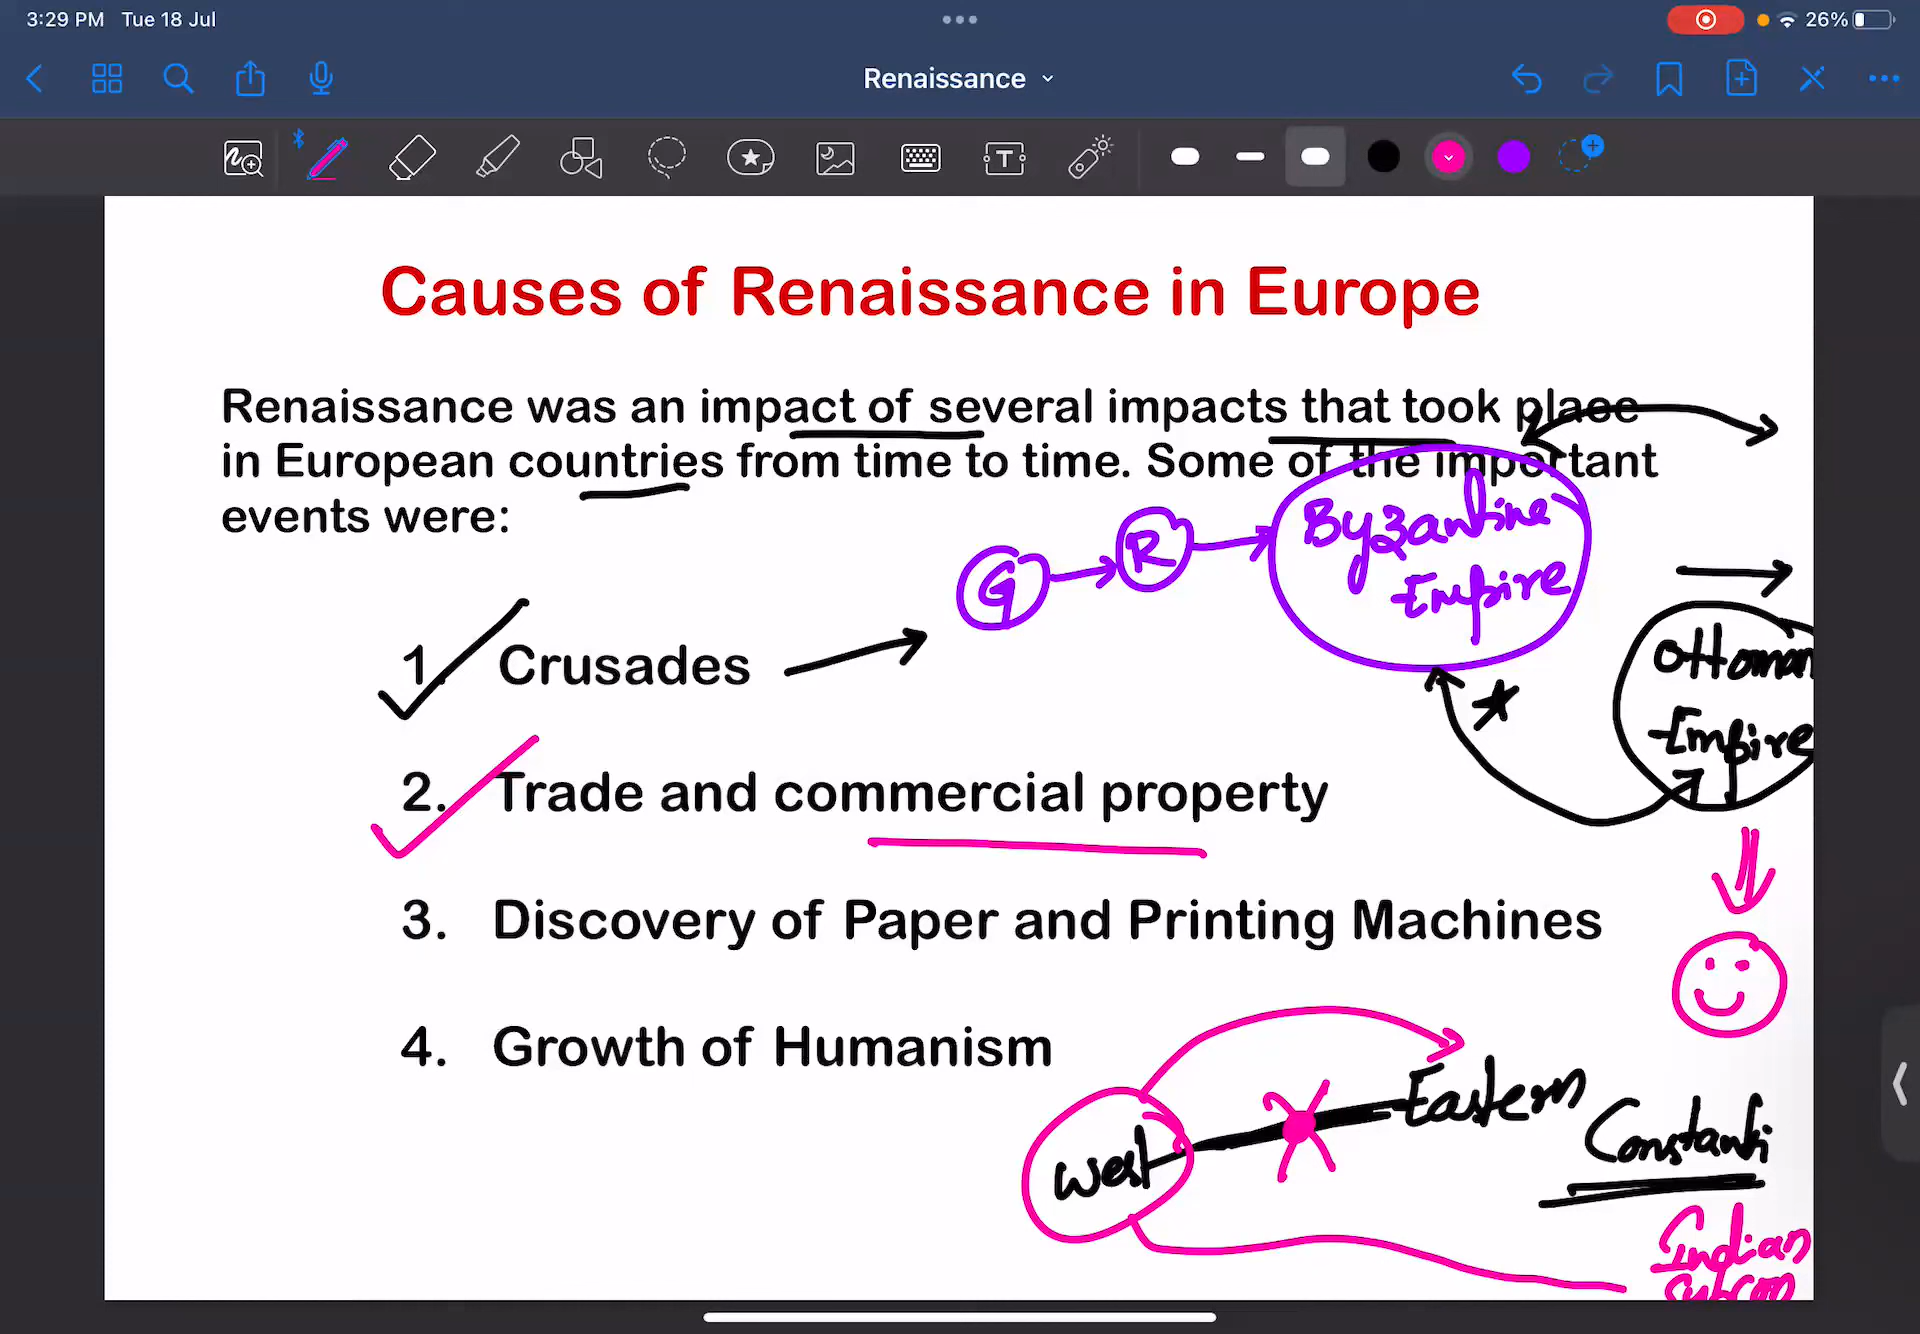 3:29 PM Tue 18 Jul
26%
Renaissance
T
Causes of Renaissance in Europe
Renaissance was an impact of several impacts that took place
in European countries from time to time. Some of the important
events were:
G R Byzantine
Empire
1. Crusades
Ottoman
Empire
2. Trade and commercial property
3. Discovery of Paper and Printing Machines
4. Growth of Humanism
West Eastern
Constanti
Indian
Subcon